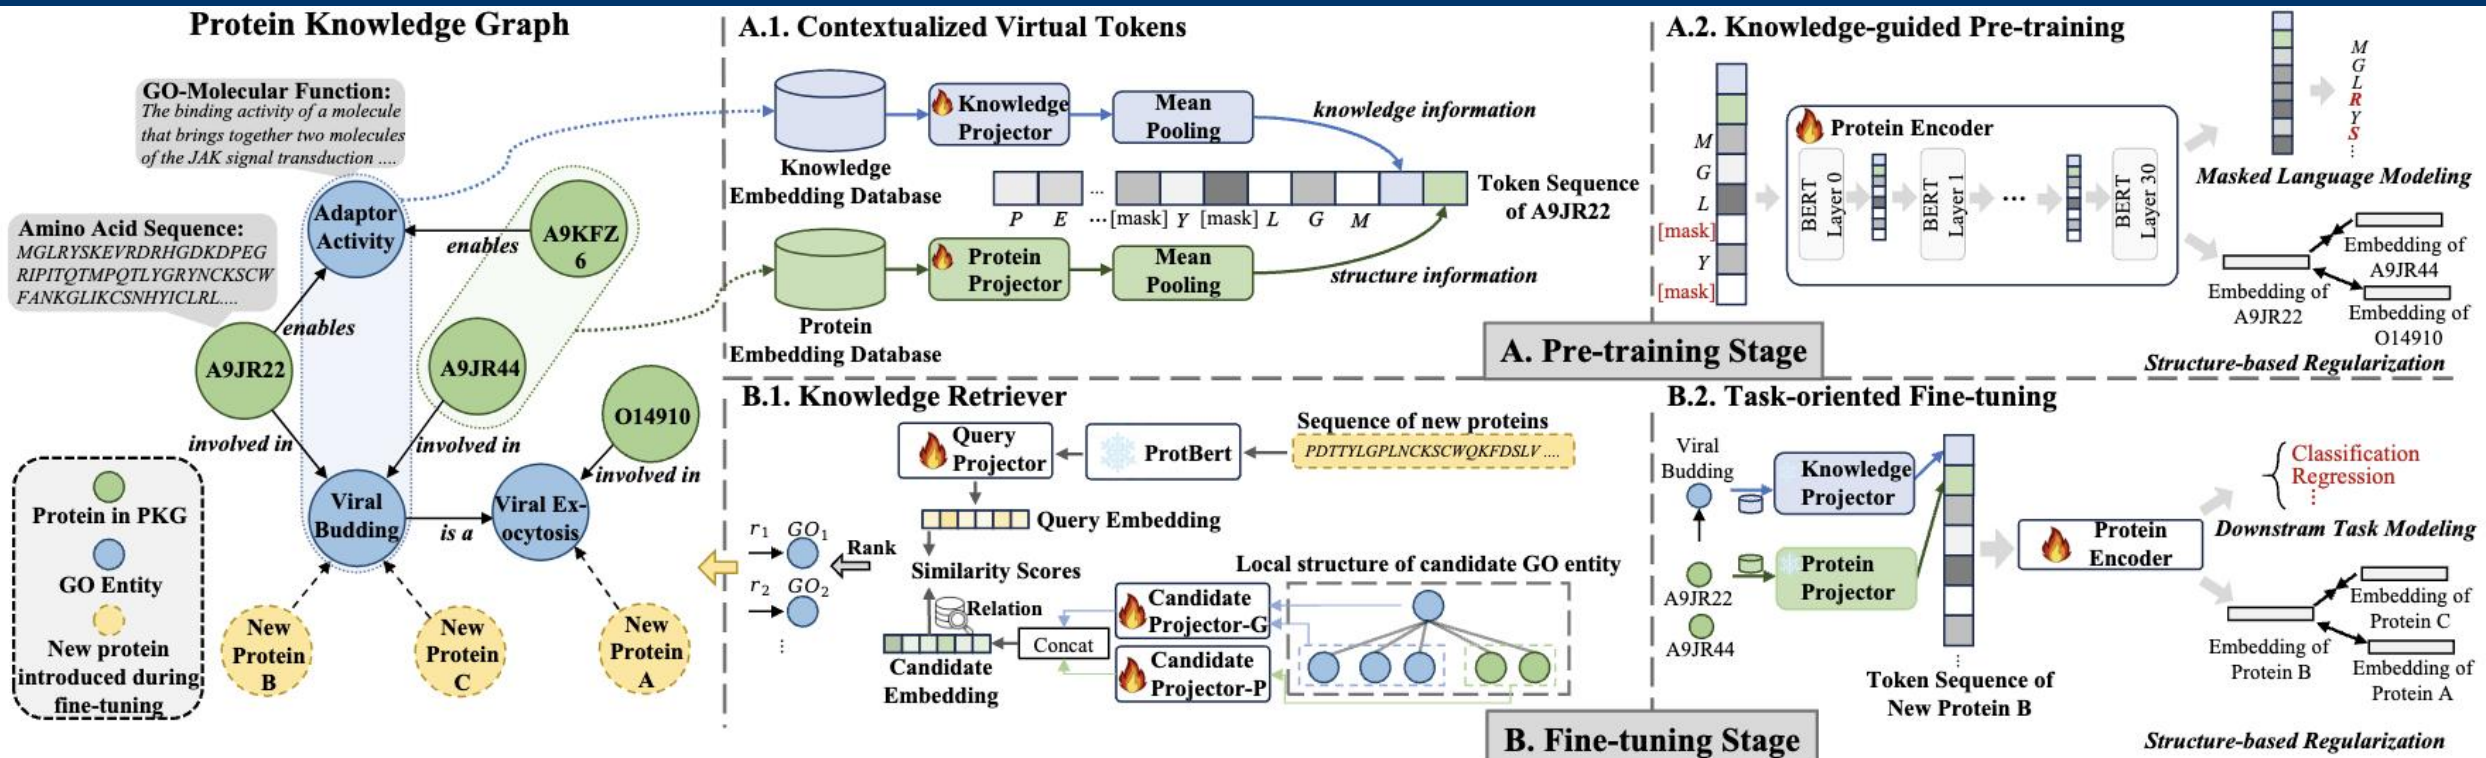 Protein Knowledge Graph
GO-Molecular Function:
The binding activity of a molecule
that brings together two molecules
of the JAK signal transduction ....
Adaptor
Activity
A9KFZ
6
enables
Amino Acid Sequence:
MGLRYSKEVRDRHGDKDPEG
RIPITQTMPQTLYGRYNCKSCW
FANKGLIKCSNHYICLRL....
enables
A9JR22
A9JR44
O14910
involved in
involved in
involved in
Viral
Budding
is a
Viral Ex-
ocytosis
Protein in PKG
GO Entity
New protein
introduced during
fine-tuning
New
Protein
B
New
Protein
C
New
Protein
A
A.1. Contextualized Virtual Tokens
Knowledge
Embedding Database
Knowledge
Projector
Mean
Pooling
knowledge information
P E ... [mask] Y [mask] L G M
...
Token Sequence
of A9JR22
Protein
Embedding Database
Protein
Projector
Mean
Pooling
structure information
A.2. Knowledge-guided Pre-training
M
G
L
[mask]
Y
[mask]
Protein Encoder
BERT
Layer 0
BERT
Layer 1
...
BERT
Layer 30
M
G
L
R
Y
S
⋮
Masked Language Modeling
Embedding of
A9JR44
Embedding of
A9JR22
Embedding of
O14910
Structure-based Regularization
A. Pre-training Stage
B.1. Knowledge Retriever
Sequence of new proteins
PDTTYLGPLNCKSCWQKFDSLV ....
ProtBert
Query
Projector
Query Embedding
Similarity Scores
Relation
Candidate
Embedding
Concat
Candidate
Projector-G
Candidate
Projector-P
Local structure of candidate GO entity
Rank
r1 GO1
r2 GO2
⋮
B.2. Task-oriented Fine-tuning
Viral
Budding
A9JR22
A9JR44
Knowledge
Projector
Protein
Projector
⋮
Token Sequence of
New Protein B
Protein
Encoder
Classification
Regression
⋮
Downstram Task Modeling
Embedding of
Protein C
Embedding of
Protein B
Embedding of
Protein A
Structure-based Regularization
B. Fine-tuning Stage